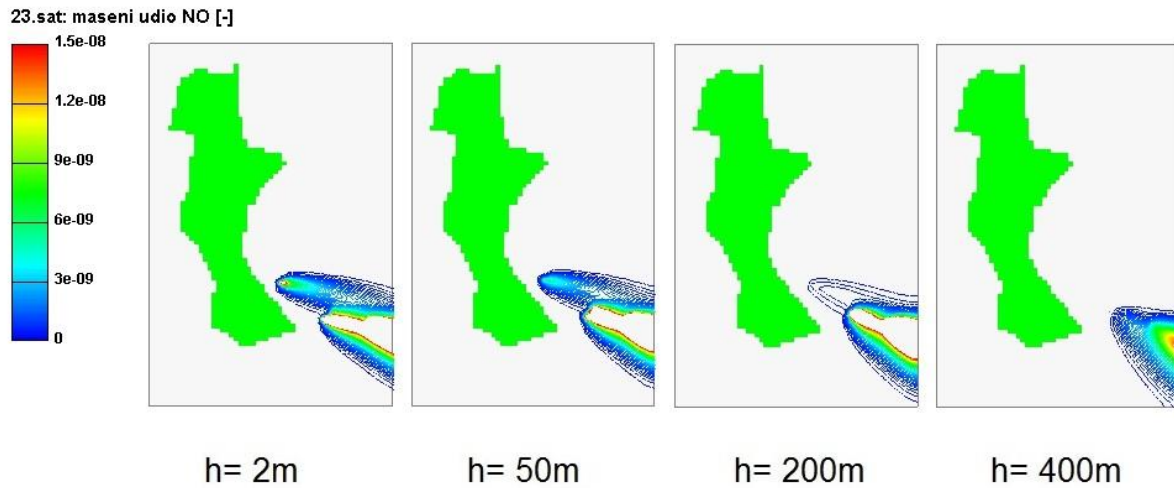 23.sat: maseni udio NO [-]
1.5e-08
1.2e-08
9e-09
6e-09
3e-09
0
h= 2m
h= 50m
h= 200m
h= 400m